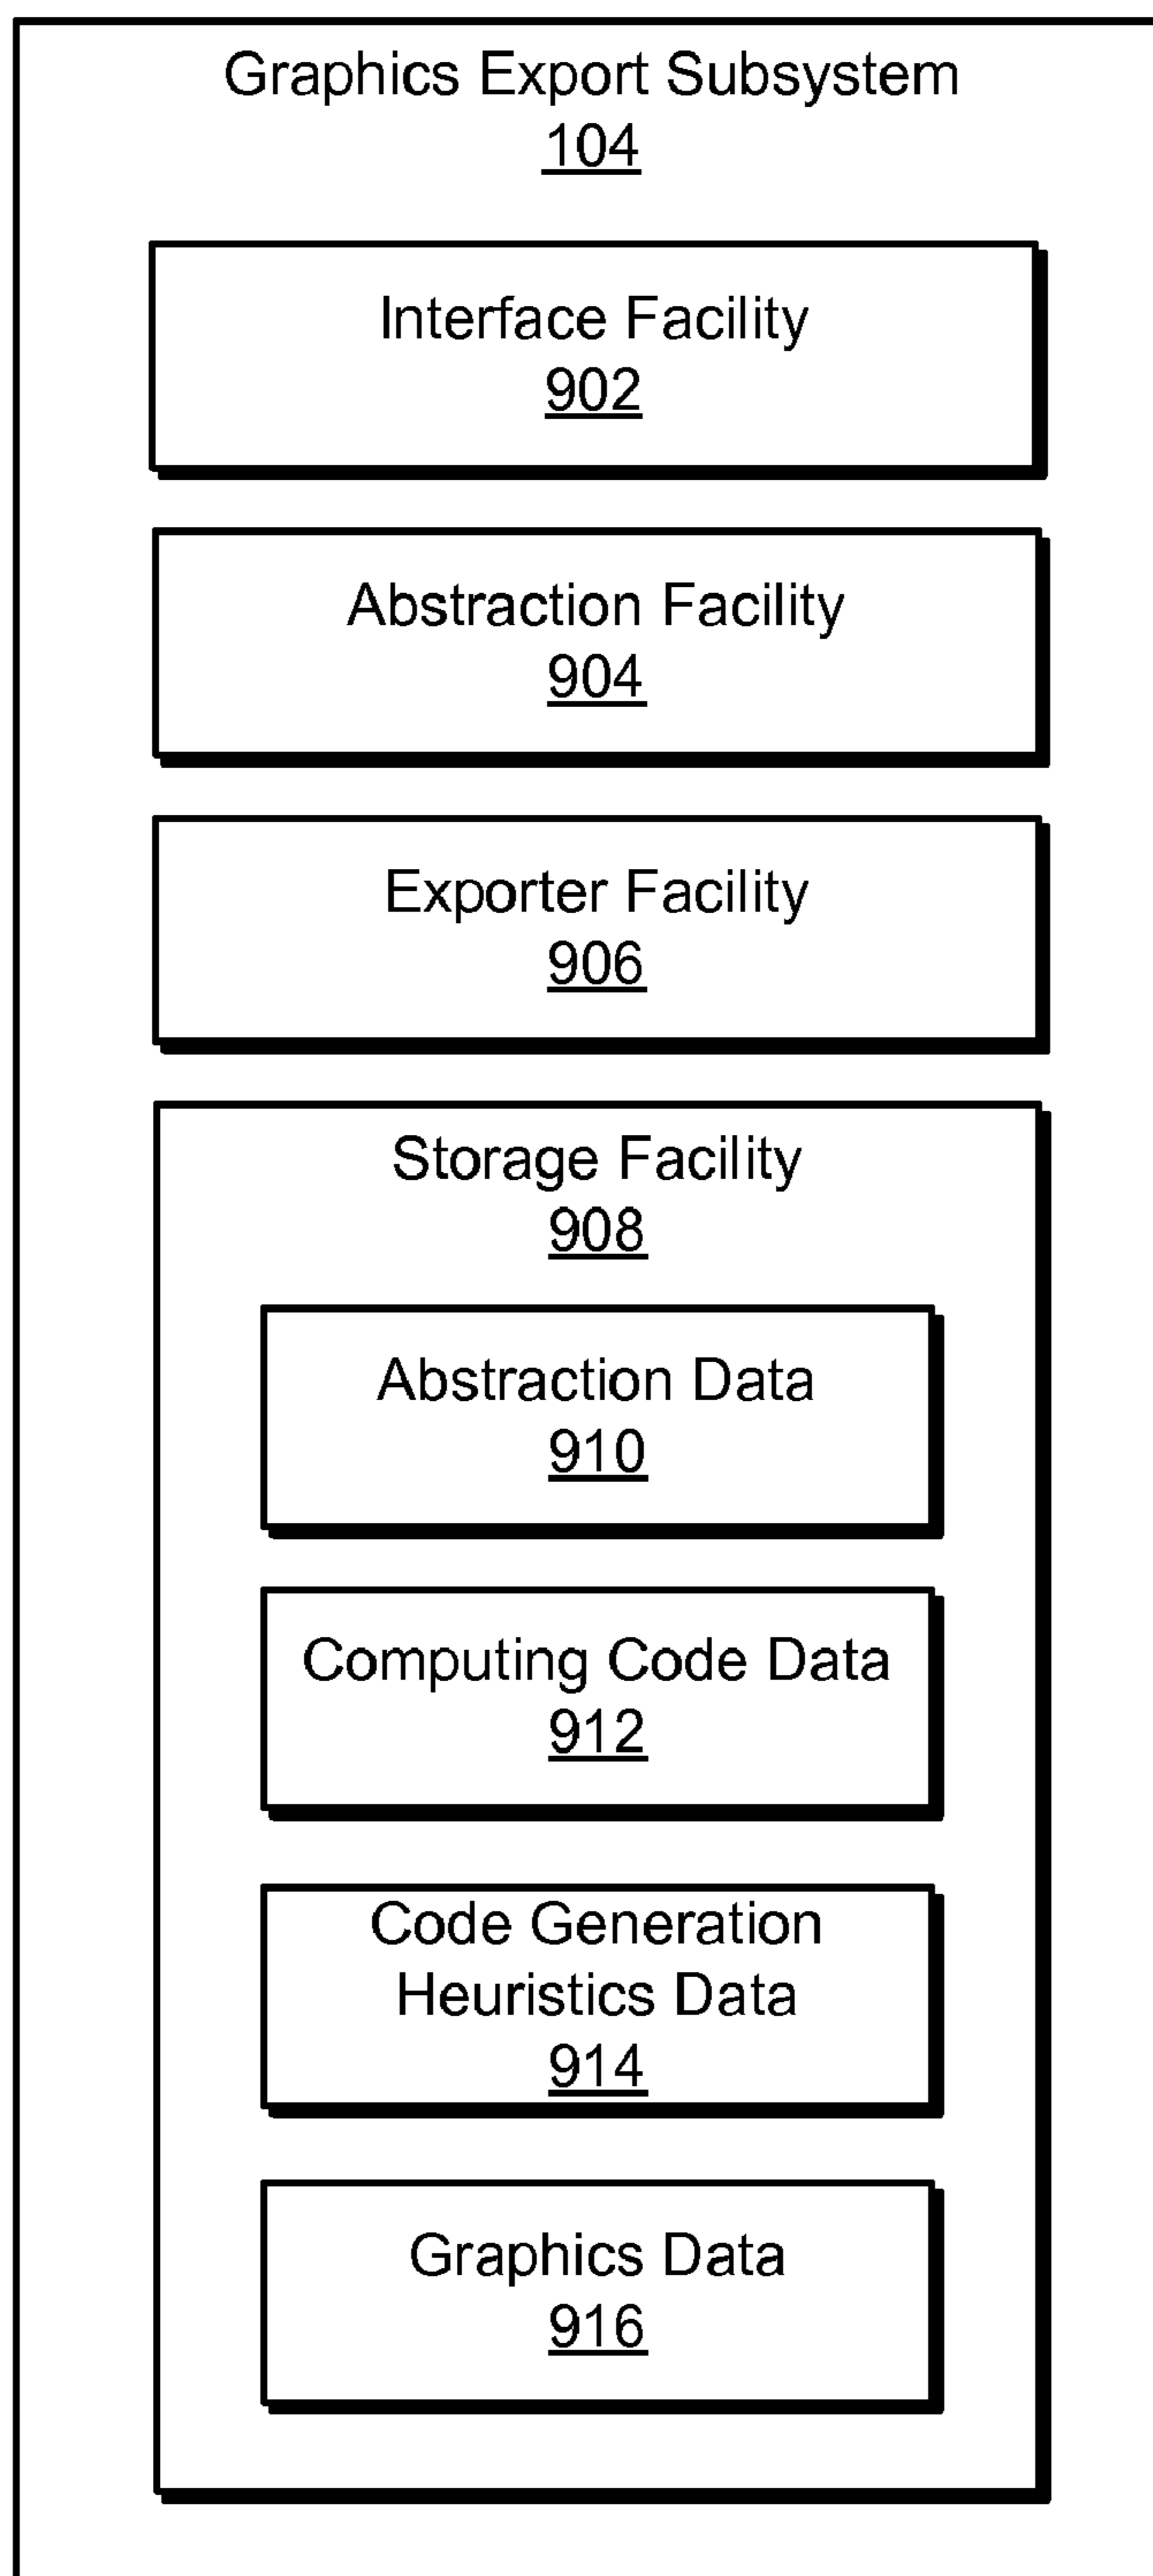 Graphics Export Subsystem
104
Interface Facility
902
Abstraction Facility
904
Exporter Facility
906
Storage Facility
908
Abstraction Data
910
Computing Code Data
912
Code Generation
Heuristics Data
914
Graphics Data
916